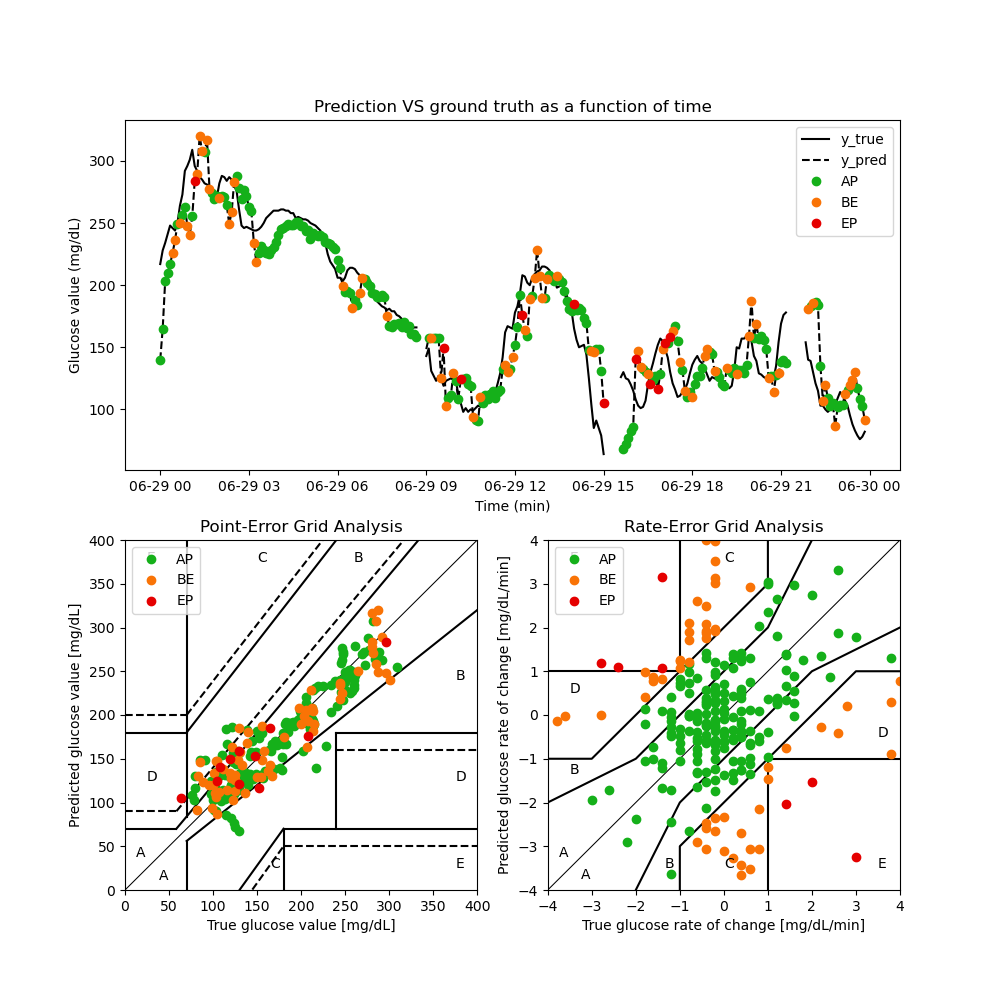 Prediction VS ground truth as a function of time
Glucose value (mg/dL)
300
250
200
150
100
y_true
y_pred
AP
BE
EP
06-29 00 06-29 03 06-29 06 06-29 09 06-29 12 06-29 15 06-29 18 06-29 21 06-30 00
Time (min)
Point-Error Grid Analysis
Predicted glucose value [mg/dL]
400
350
300
250
200
150
100
50
0
AP
BE
EP
C
B
B
D
D
A
A
C
E
0 50 100 150 200 250 300 350 400
True glucose value [mg/dL]
Rate-Error Grid Analysis
Predicted glucose rate of change [mg/dL/min]
4
3
2
1
0
−1
−2
−3
−4
AP
BE
EP
C
D
D
B
A
A
B
C
E
−4 −3 −2 −1 0 1 2 3 4
True glucose rate of change [mg/dL/min]